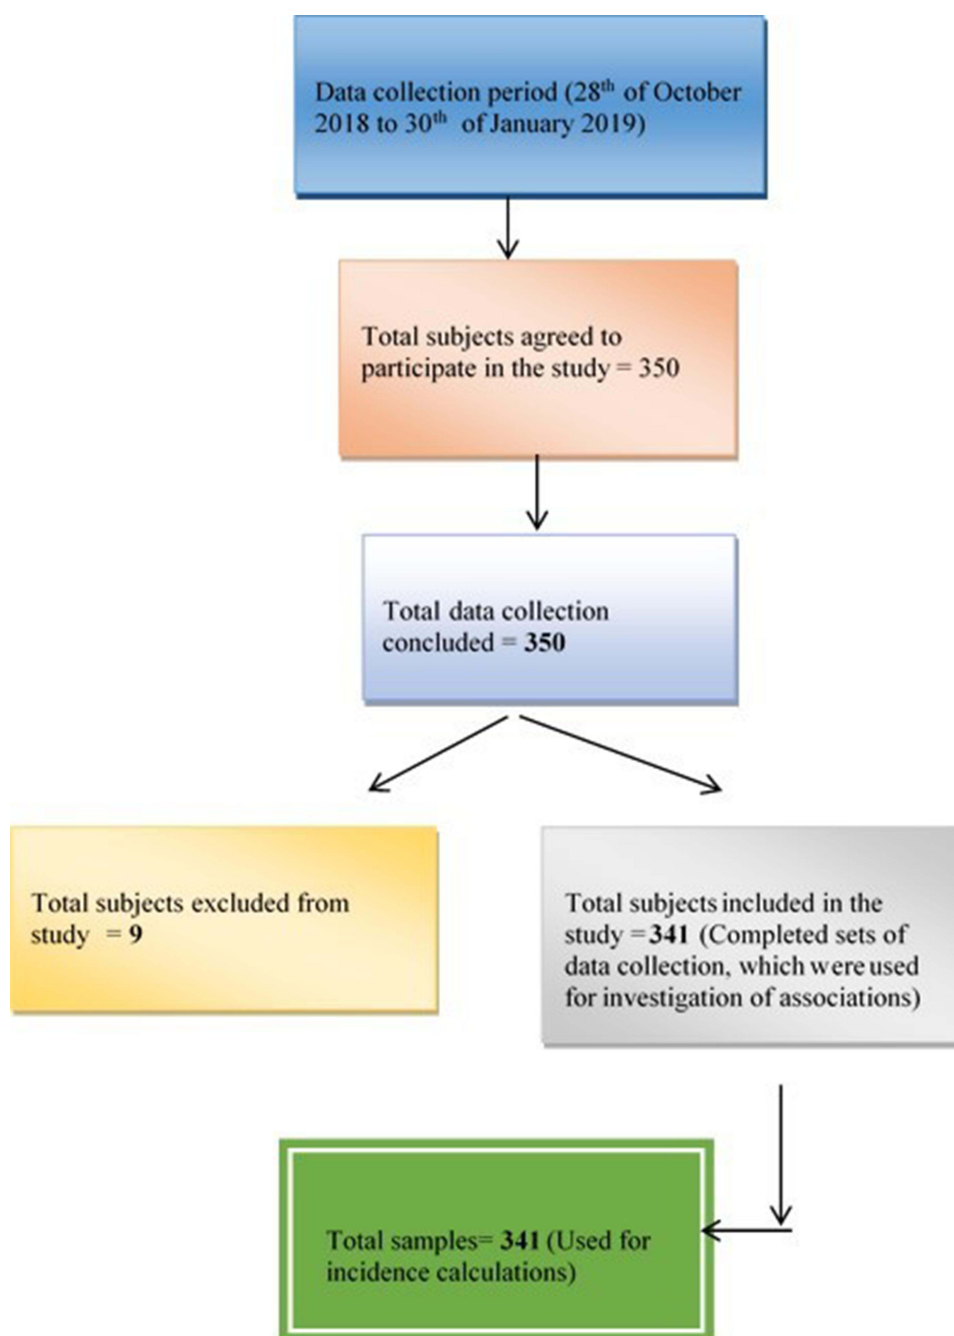 Data collection period (28th of October
2018 to 30th of January 2019)
Total subjects agreed to
participate in the study = 350
Total data collection
concluded = 350
Total subjects excluded from
study = 9
Total subjects included in the
study =341 (Completed sets of
data collection, which were used
for investigation of associations)
Total samples= 341 (Used for
incidence calculations)